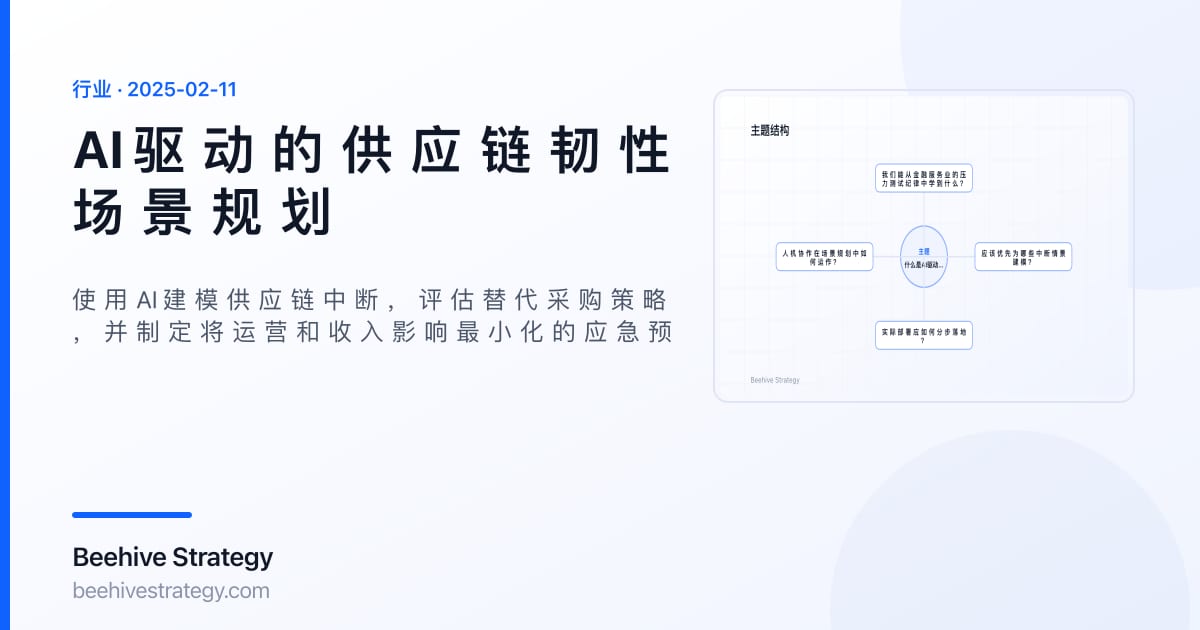 行业 · 2025-02-11
AI驱动的供应链韧性
场景规划
使用AI建模供应链中断，评估替代采购策略
，并制定将运营和收入影响最小化的应急预
Beehive Strategy
beehivestrategy.com
主题结构
我们能从金融服务业的压
力测试纪律中学到什么？
人机协作在场景规划中如
何运作？
主题
什么是AI驱动...
应该优先为哪些中断情景
建模？
实际部署应如何分步落地
？
Beehive Strategy